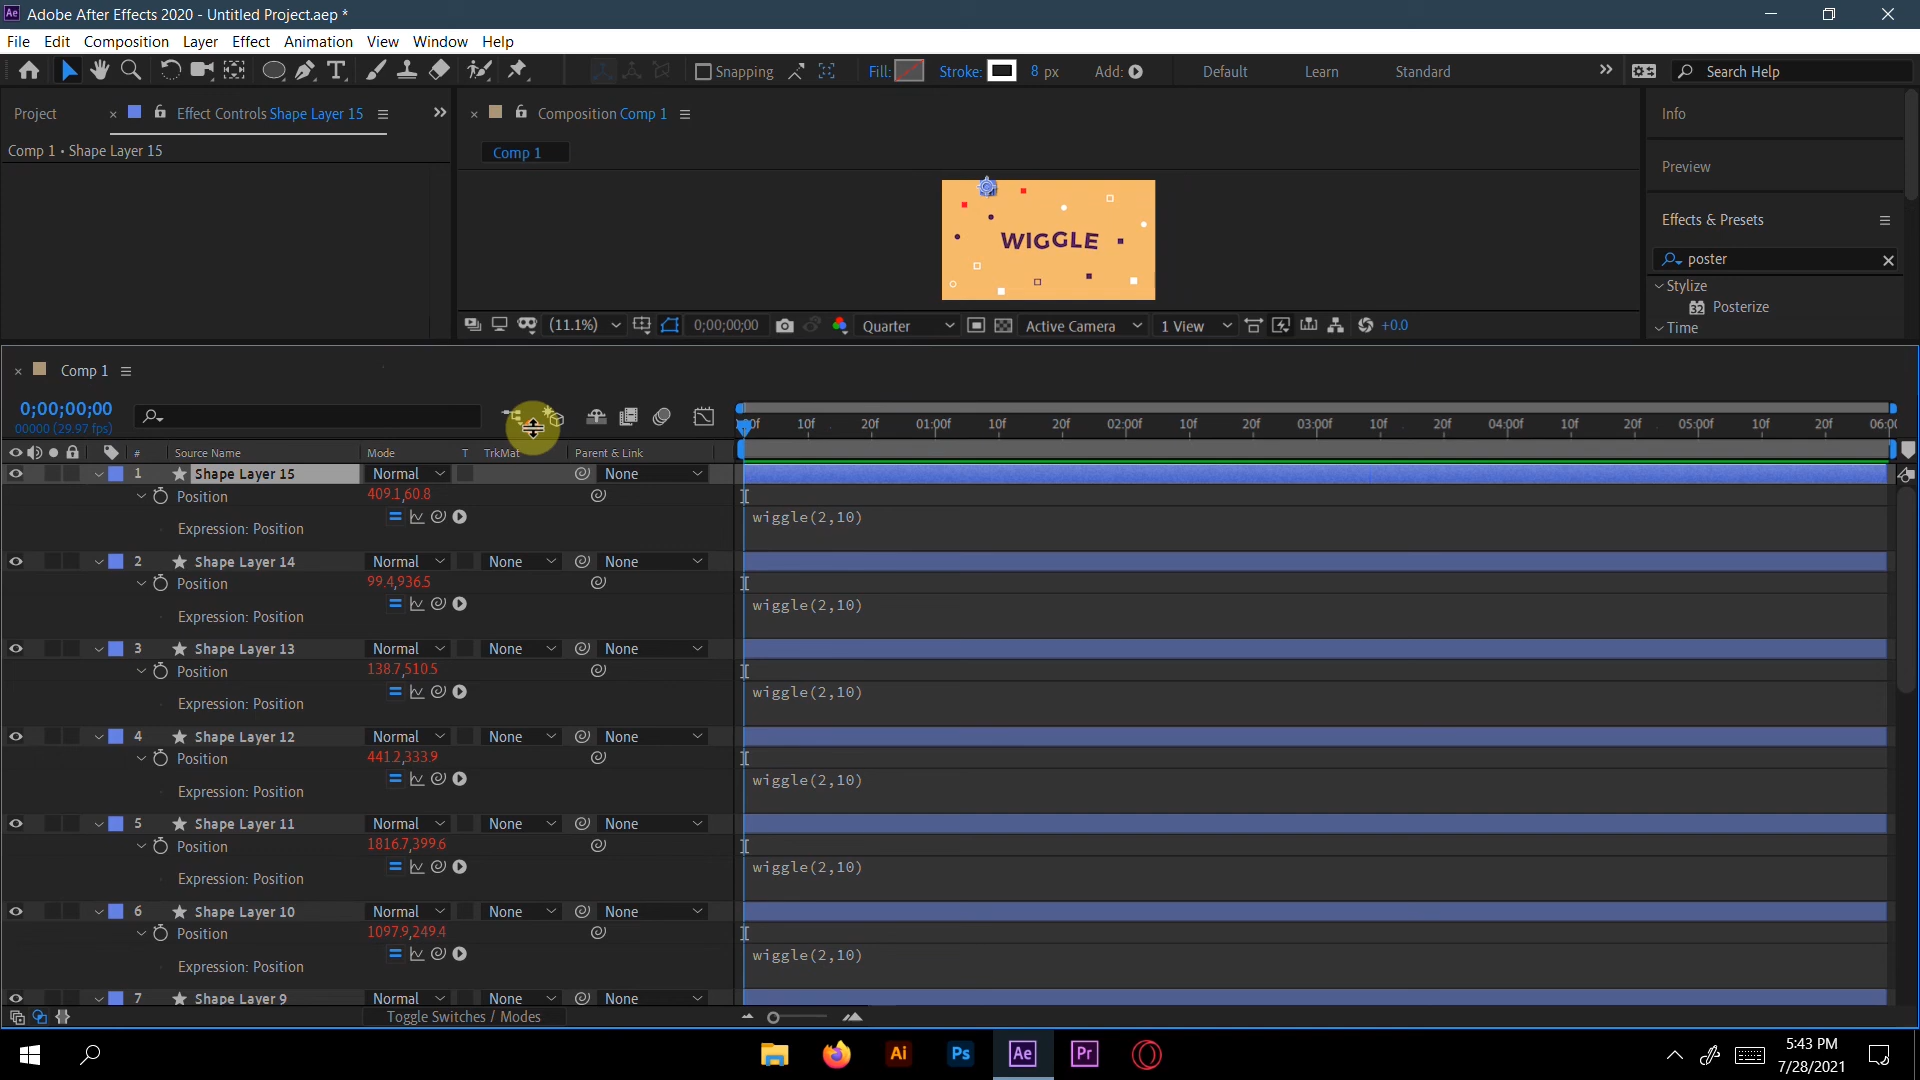 Ae Adobe After Effects 2020 - Untitled Project.aep *
File Edit Composition Layer Effect Animation View Window Help
Snapping Fill: Stroke: 8 px Add: Default Learn Standard Search Help
Project Effect Controls Shape Layer 15
Comp 1 • Shape Layer 15
Composition Comp 1
Comp 1
WIGGLE
(11.1%) 0;00;00;00 Quarter Active Camera 1 View +0.0
Info
Preview
Effects & Presets
poster
Stylize
32 Posterize
Time
Comp 1
0;00;00;00
00000 (29.97 fps)
10f 20f 01:00f 10f 20f 02:00f 10f 20f 03:00f 10f 20f 04:00f 10f 20f 05:00f 10f 20f
# Source Name Mode T TrkMat Parent & Link
1 Shape Layer 15 Normal None
Position 409.1,60.8
wiggle(2,10)
Expression: Position
2 Shape Layer 14 Normal None None
Position 99.4,936.5
wiggle(2,10)
Expression: Position
3 Shape Layer 13 Normal None None
Position 138.7,510.5
wiggle(2,10)
Expression: Position
4 Shape Layer 12 Normal None None
Position 441.2,333.9
wiggle(2,10)
Expression: Position
5 Shape Layer 11 Normal None None
Position 1816.7,399.6
wiggle(2,10)
Expression: Position
6 Shape Layer 10 Normal None None
Position 1097.9,249.4
wiggle(2,10)
Expression: Position
7 Shape Layer 9 Normal None None
Toggle Switches / Modes
Ai Ps Ae Pr
5:43 PM
7/28/2021